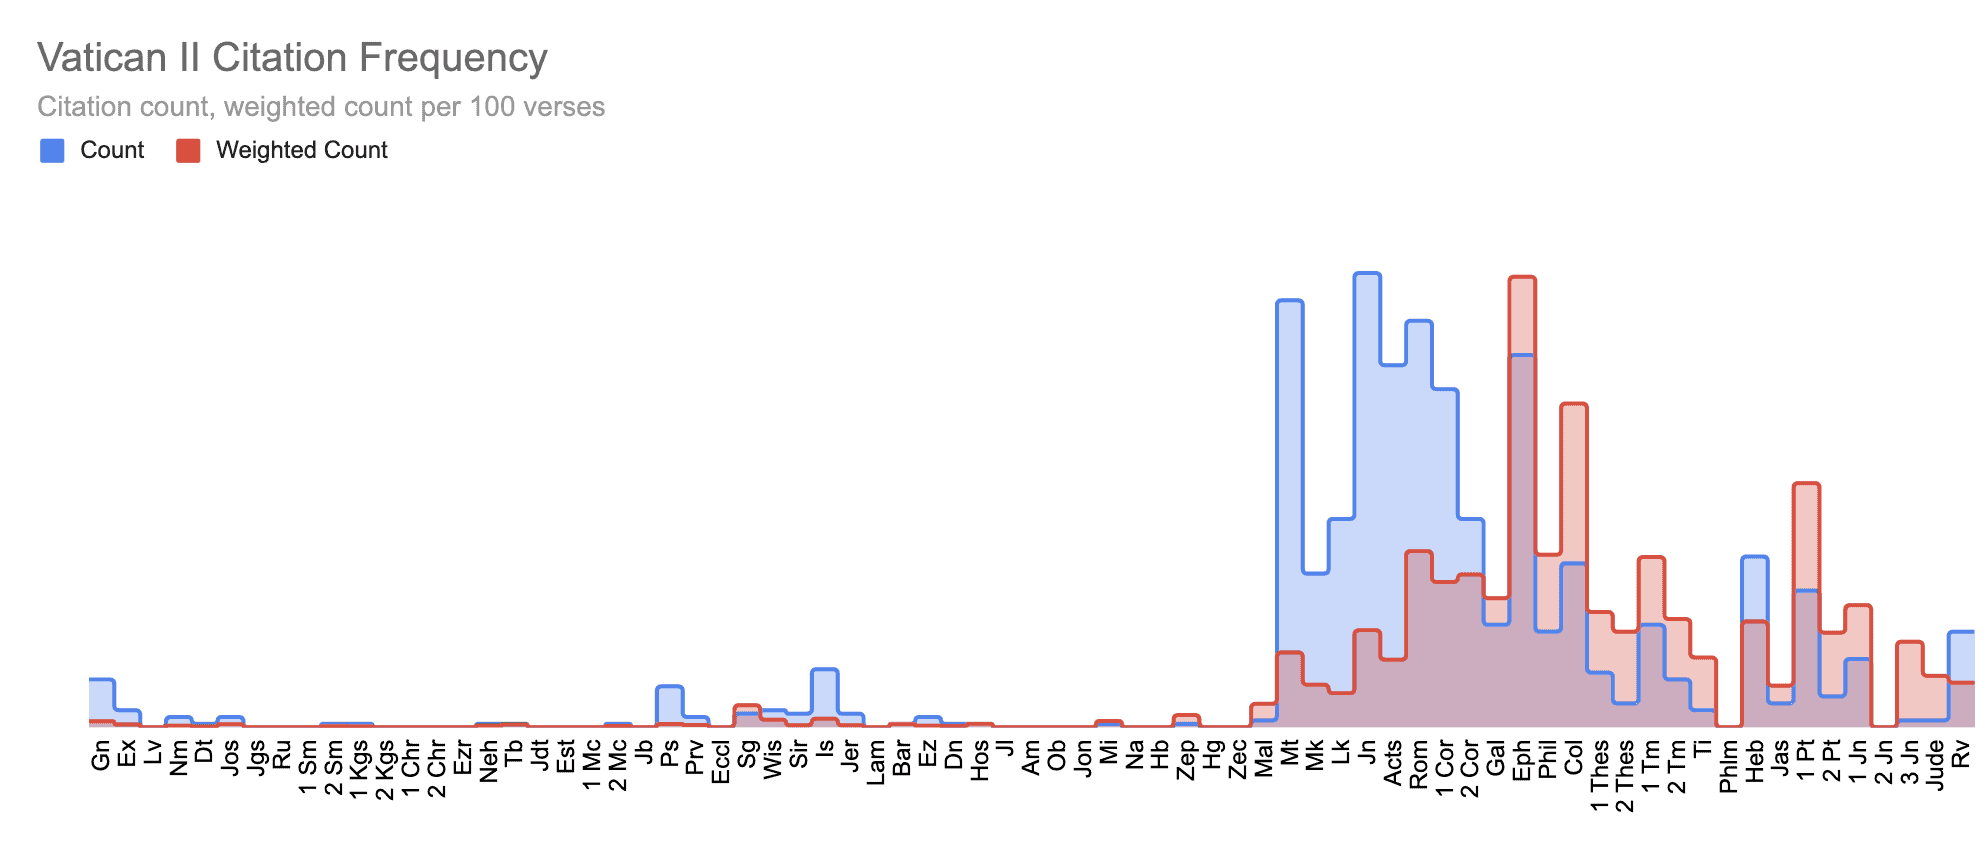 Vatican II Citation Frequency
Citation count, weighted count per 100 verses
Count Weighted Count
Gn Ex Lv Nm Dt Jos Jgs Ru 1 Sm 2 Sm 1 Kgs 2 Kgs 1 Chr 2 Chr Ezr Neh Tb Jdt Est 1 Mc 2 Mc Jb Ps Prv Eccl Sg Wis Sir Is Jer Lam Bar Ez Dn Hos Jl Am Ob Jon Mi Na Hb Zep Hg Zec Mal Mt Mk Lk Jn Acts Rom 1 Cor 2 Cor Gal Eph Phil Col 1 Thes 2 Thes 1 Tm 2 Tm Ti Phlm Heb Jas 1 Pt 2 Pt 1 Jn 2 Jn 3 Jn Jude Rv